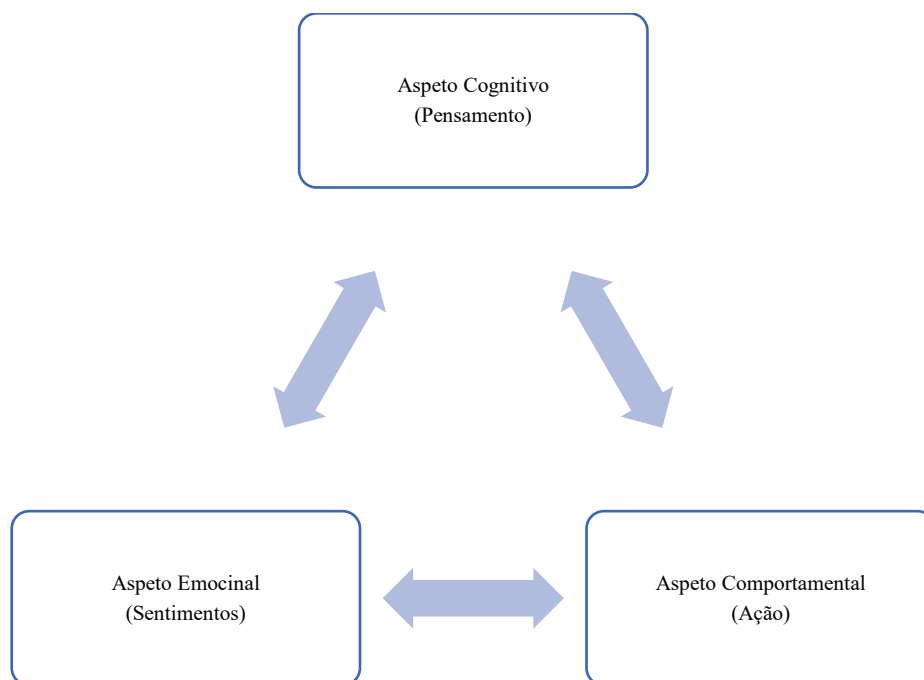 Aspeto Cognitivo
(Pensamento)
Aspeto Emocinal
(Sentimentos)
Aspeto Comportamental
(Ação)